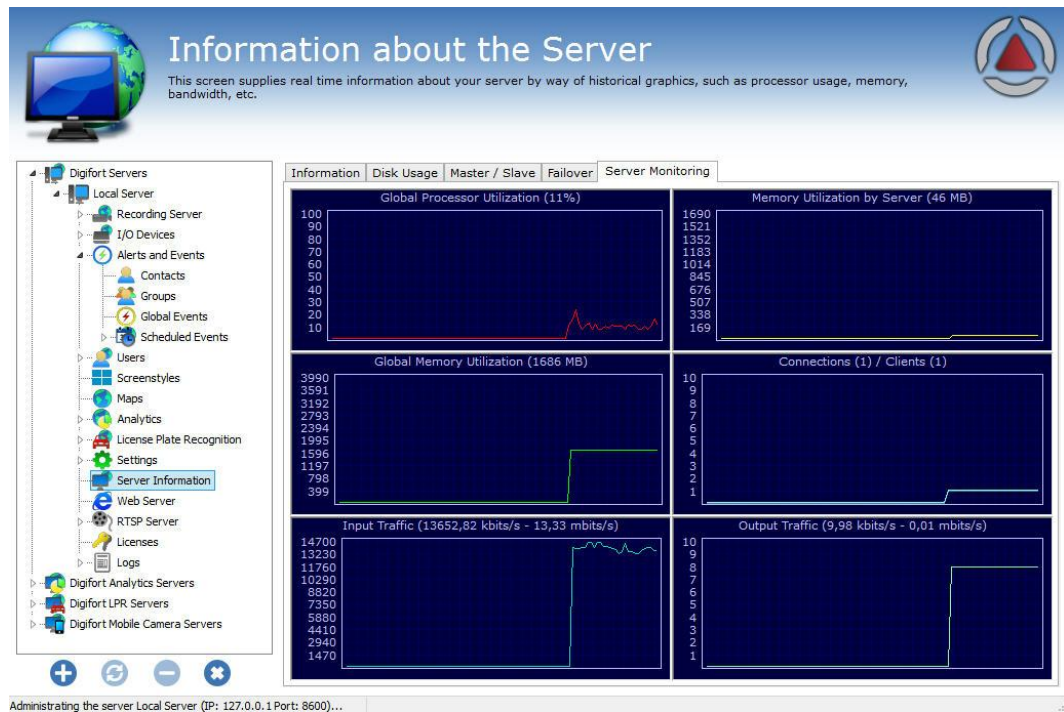 Information about the Server
This screen supplies real time information about your server by way of historical graphics, such as processor usage, memory,
bandwidth, etc.
Digifort Servers
Local Server
Recording Server
I/O Devices
Alerts and Events
Contacts
Groups
Global Events
Scheduled Events
Users
Screenstyles
Maps
Analytics
License Plate Recognition
Settings
Server Information
Web Server
RTSP Server
Licenses
Logs
Digifort Analytics Servers
Digifort LPR Servers
Digifort Mobile Camera Servers
Information Disk Usage Master / Slave Failover Server Monitoring
Global Processor Utilization (11%)
100
90
80
70
60
50
40
30
20
10
Memory Utilization by Server (46 MB)
1690
1521
1352
1183
1014
845
676
507
338
169
Global Memory Utilization (1686 MB)
3990
3591
3192
2793
2394
1995
1596
1197
798
399
Connections (1) / Clients (1)
10
9
8
7
6
5
4
3
2
1
Input Traffic (13652,82 kbits/s - 13,33 mbits/s)
14700
13230
11760
10290
8820
7350
5880
4410
2940
1470
Output Traffic (9,98 kbits/s - 0,01 mbits/s)
10
9
8
7
6
5
4
3
2
1
Administrating the server Local Server (IP: 127.0.0.1 Port: 8600)...